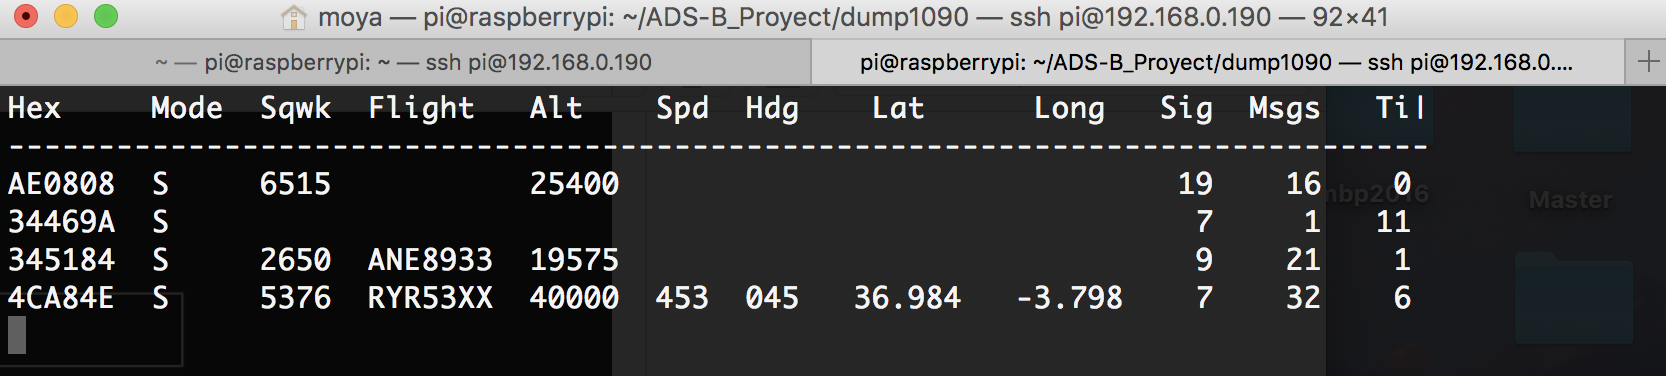 moya — pi@raspberrypi: ~/ADS-B_Proyect/dump1090 — ssh pi@192.168.0.190 — 92×41
~ — pi@raspberrypi: ~ — ssh pi@192.168.0.190 pi@raspberrypi: ~/ADS-B_Proyect/dump1090 — ssh pi@192.168.0.... +
Hex Mode Sqwk Flight Alt Spd Hdg Lat Long Sig Msgs Ti|
-------------------------------------------------------------------------------
AE0808 S 6515 25400 19 16 0
34469A S 7 1 11
345184 S 2650 ANE8933 19575 9 21 1
4CA84E S 5376 RYR53XX 40000 453 045 36.984 -3.798 7 32 6
mbp2016
Master